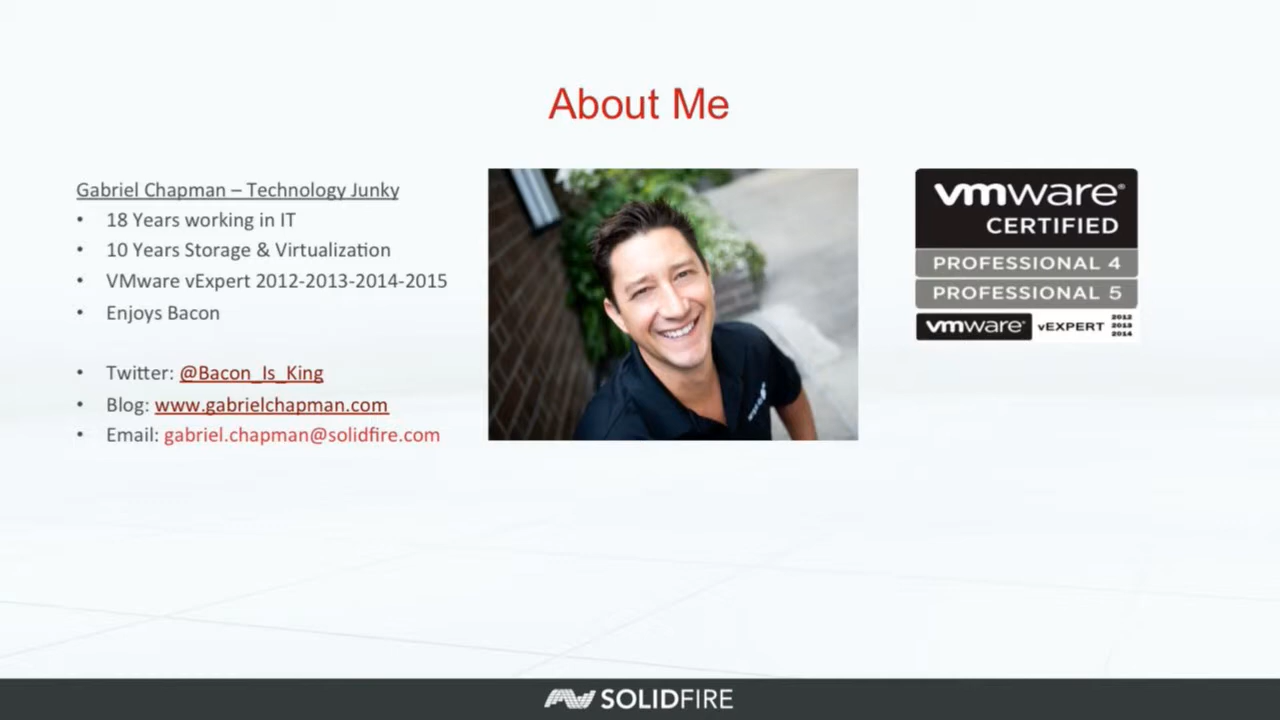 About Me
Gabriel Chapman – Technology Junky
• 18 Years working in IT
• 10 Years Storage & Virtualization
• VMware vExpert 2012-2013-2014-2015
• Enjoys Bacon
• Twitter: @Bacon_Is_King
• Blog: www.gabrielchapman.com
• Email: gabriel.chapman@solidfire.com
vmware®
CERTIFIED
PROFESSIONAL 4
PROFESSIONAL 5
vmware® vEXPERT 2012
2013
2014
SOLIDFIRE